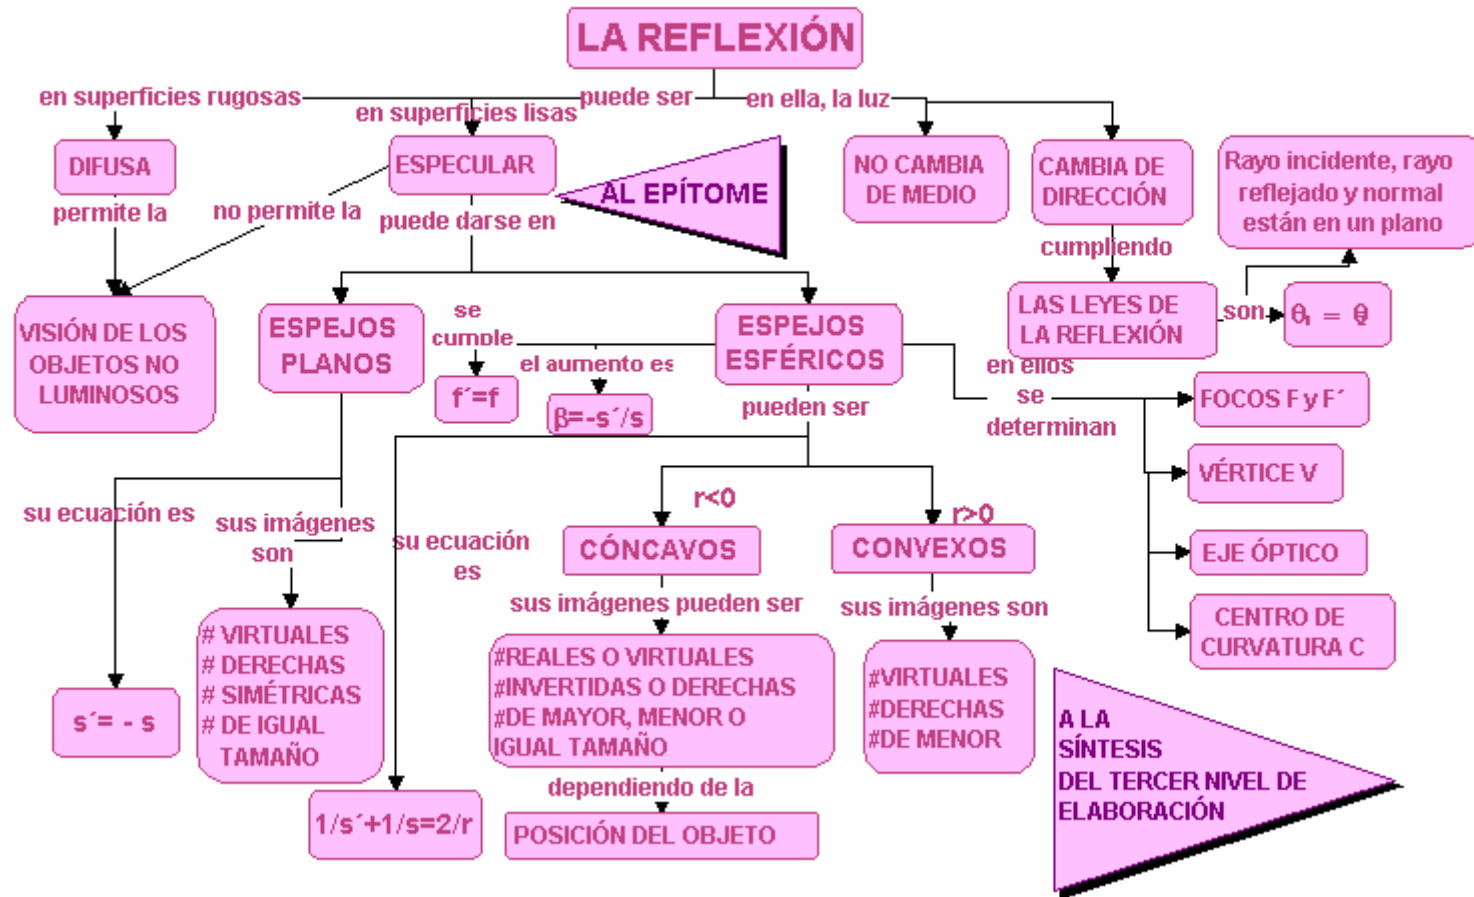 LA REFLEXIÓN
en superficies rugosas
en superficies lisas
puede ser
en ella, la luz
DIFUSA
ESPECULAR
AL EPÍTOME
NO CAMBIA
DE MEDIO
CAMBIA DE
DIRECCIÓN
Rayo incidente, rayo
reflejado y normal
están en un plano
permite la
no permite la
puede darse en
cumpliendo
VISIÓN DE LOS
OBJETOS NO
LUMINOSOS
ESPEJOS
PLANOS
se
cumple
el aumento es
f´=f
β=-s´/s
ESPEJOS
ESFÉRICOS
pueden ser
LAS LEYES DE
LA REFLEXIÓN
son
en ellos
se
determinan
FOCOS F y F´
VÉRTICE V
EJE ÓPTICO
CENTRO DE
CURVATURA C
su ecuación es
sus imágenes
son
su ecuación
es
r<0
r>0
CÓNCAVOS
CONVEXOS
sus imágenes pueden ser
sus imágenes son
s´= - s
# VIRTUALES
# DERECHAS
# SIMÉTRICAS
# DE IGUAL
TAMAÑO
#REALES O VIRTUALES
#INVERTIDAS O DERECHAS
#DE MAYOR, MENOR O
IGUAL TAMAÑO
#VIRTUALES
#DERECHAS
#DE MENOR
dependiendo de la
1/s´+1/s=2/r
POSICIÓN DEL OBJETO
A LA
SÍNTESIS
DEL TERCER NIVEL DE
ELABORACIÓN